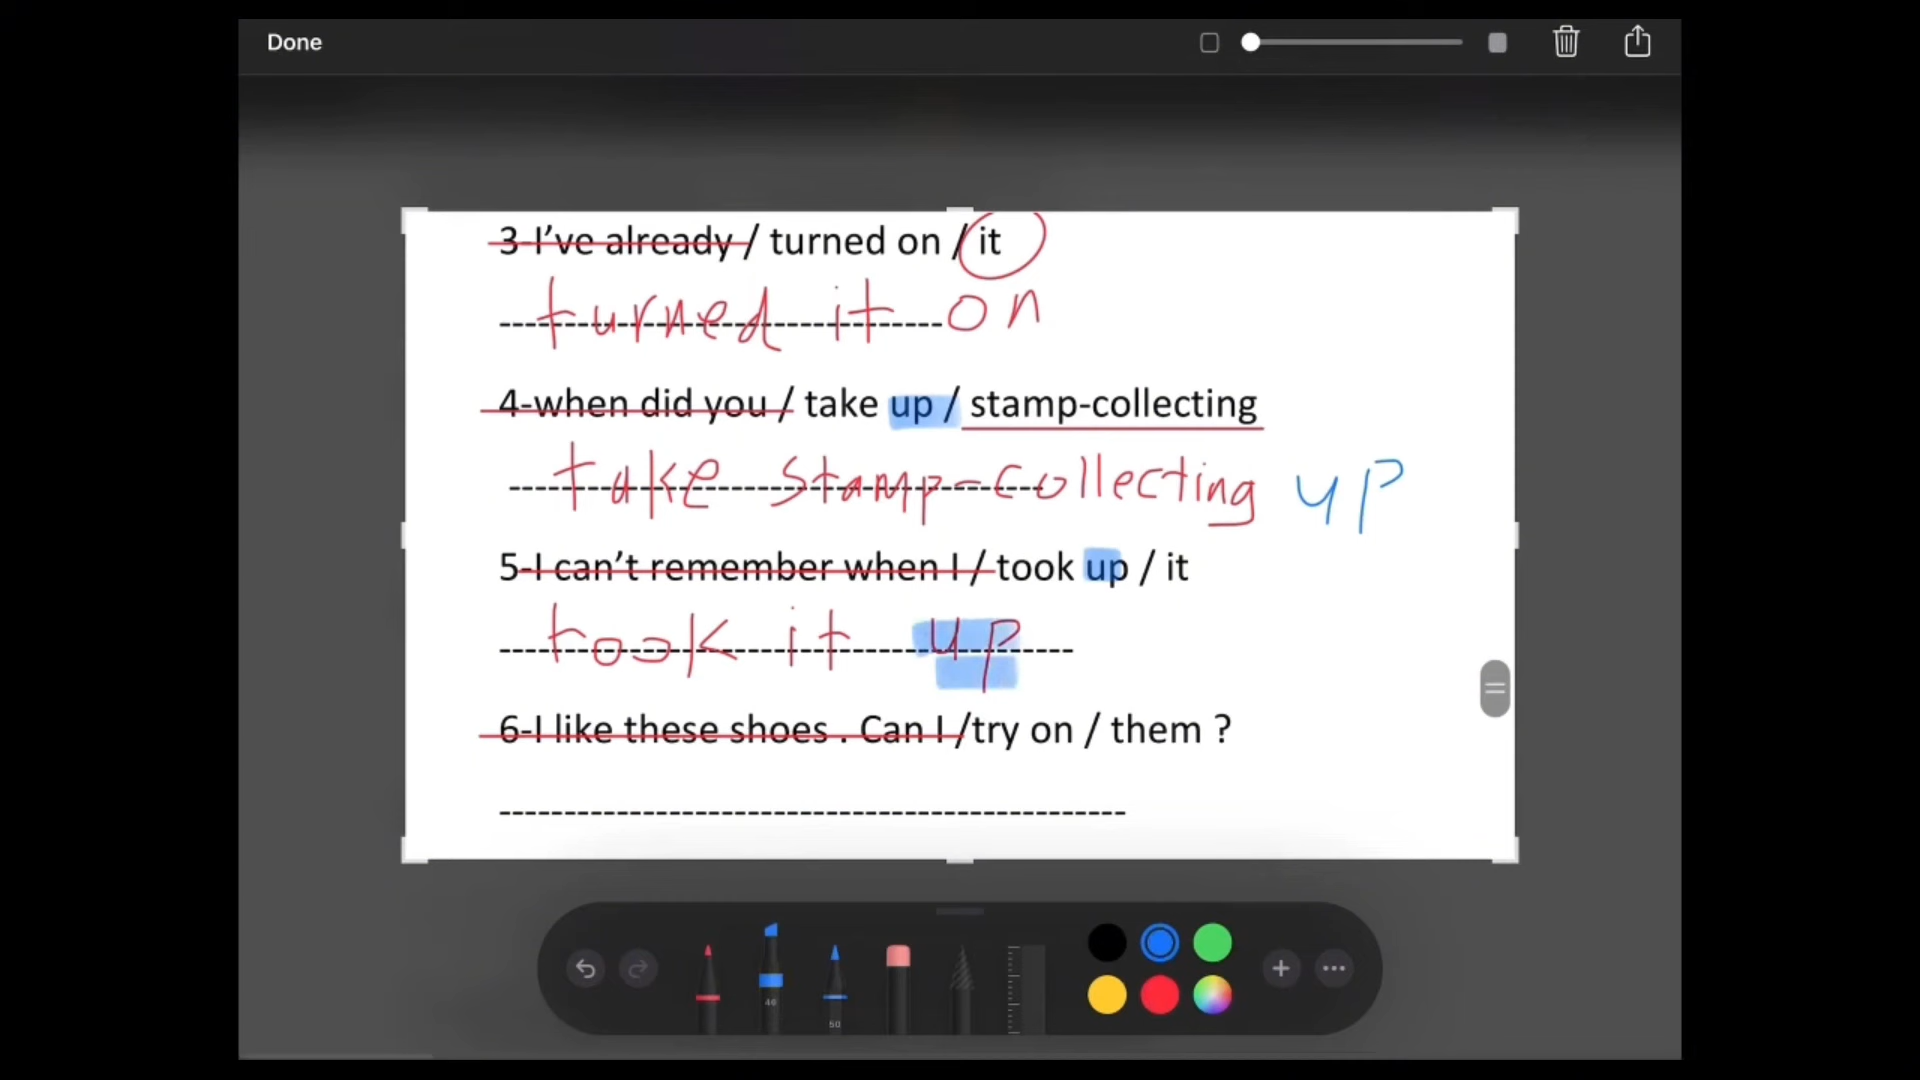 Done
3-I've already / turned on / it
turned it on
4-when did you / take up / stamp-collecting
take stamp-collecting up
5-I can't remember when I / took up / it
took it up
6-I like these shoes . Can I /try on / them ?
46
50